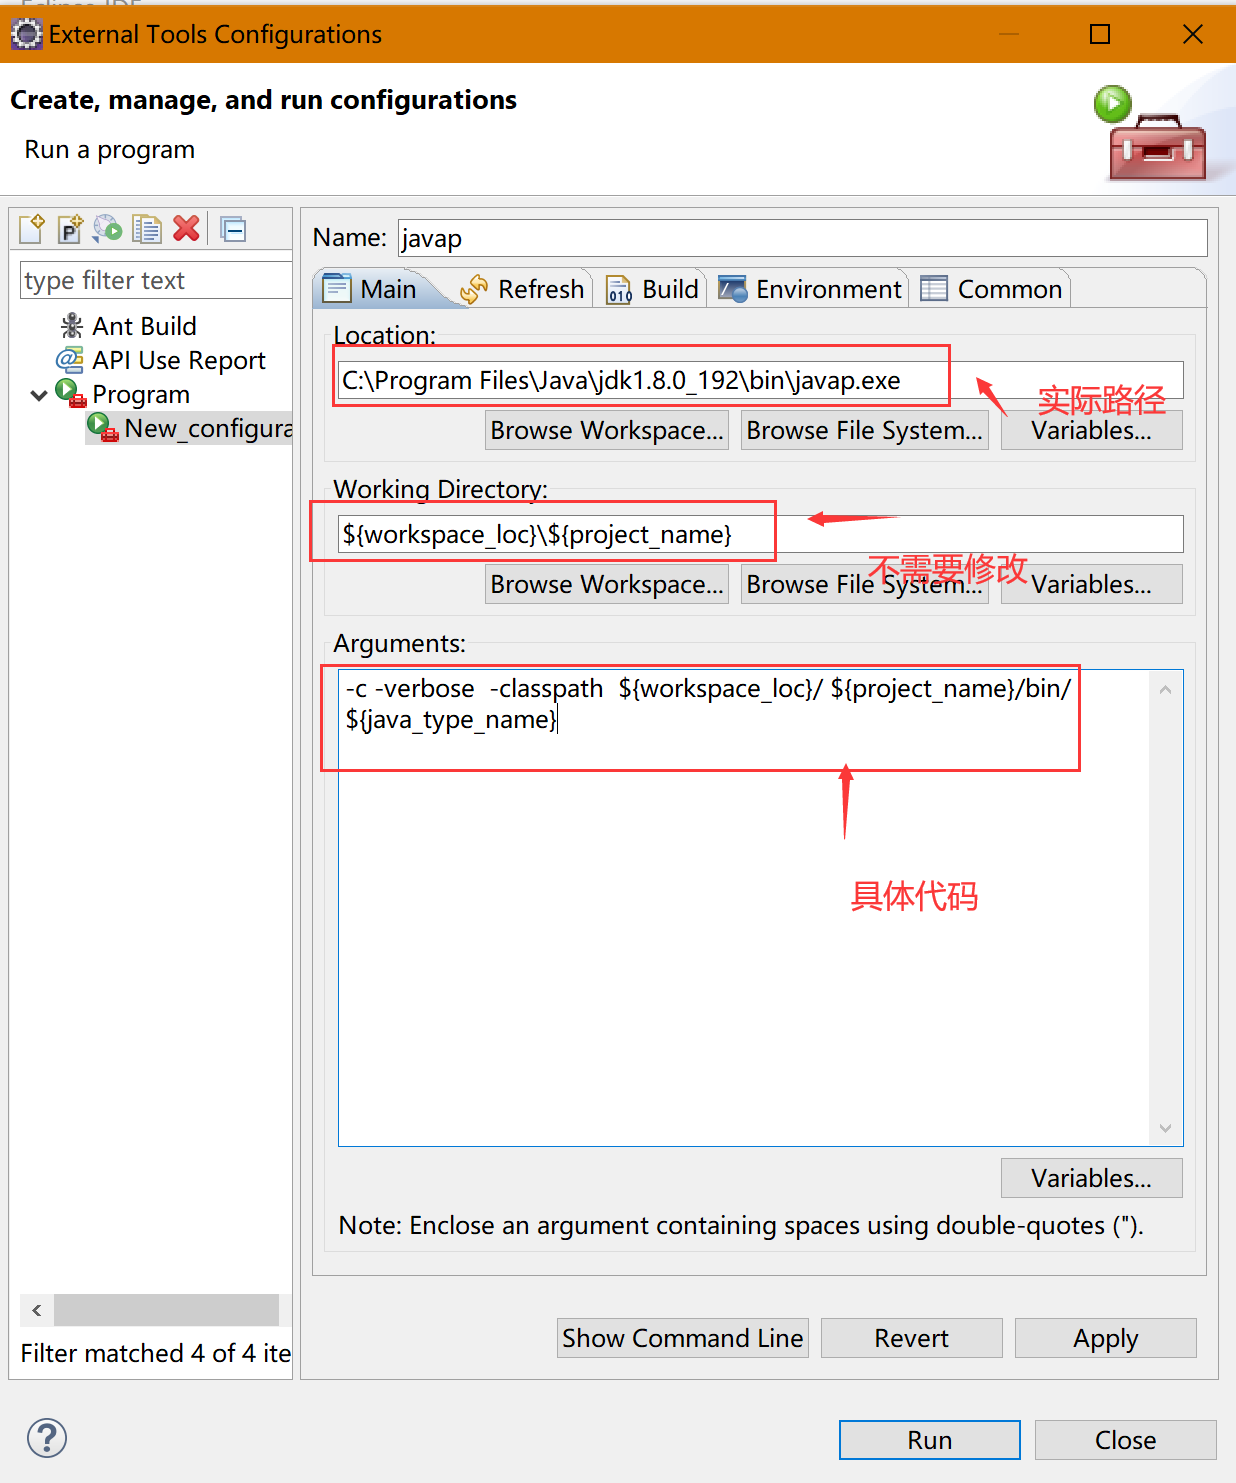 External Tools Configurations
Create, manage, and run configurations
Run a program
Name: javap
type filter text
Main Refresh Build Environment Common
Ant Build
API Use Report
Program
New_configura
Location:
C:\Program Files\Java\jdk1.8.0_192\bin\javap.exe
实际路径
Browse Workspace... Browse File System... Variables...
Working Directory:
${workspace_loc}\${project_name}
不需要修改
Browse Workspace... Browse File System... Variables...
Arguments:
-c -verbose  -classpath  ${workspace_loc}/ ${project_name}/bin/
${java_type_name}
具体代码
Variables...
Note: Enclose an argument containing spaces using double-quotes (").
Filter matched 4 of 4 ite
Show Command Line Revert Apply
Run Close